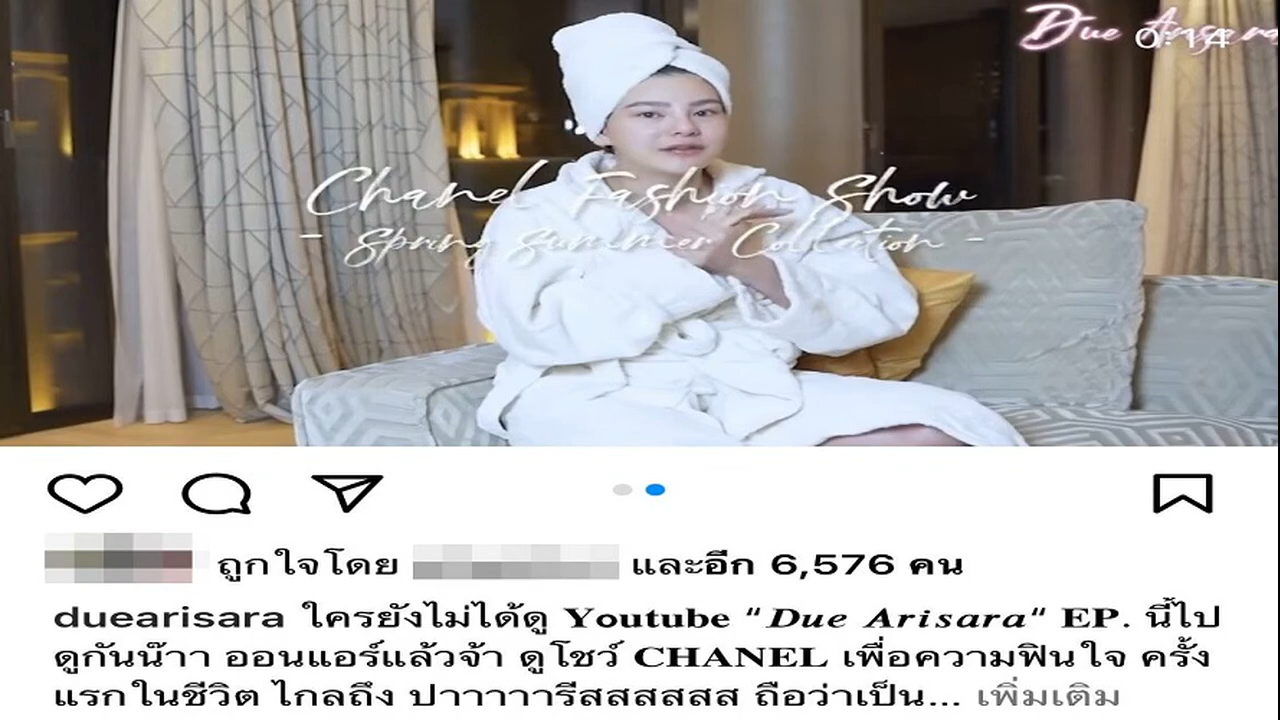 Due Arisara
0:14
Chanel Fashion Show
- Spring Summer Collection -
ถูกใจโดย และอีก 6,576 คน
duearisara ใครยังไม่ได้ดู Youtube "Due Arisara" EP. นี้ไป
ดูกันน๊าา ออนแอร์แล้วจ้า ดูโชว์ CHANEL เพื่อความฟินใจ ครั้ง
แรกในชีวิต ไกลถึง ปาาาาารีสสสสสส ถือว่าเป็น... เพิ่มเติม